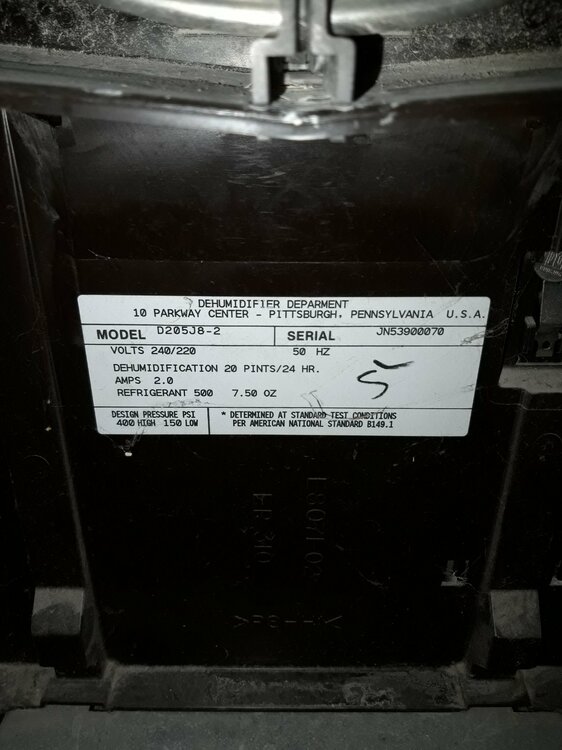 DEHUMIDIFIER DEPARMENT
10 PARKWAY CENTER - PITTSBURGH, PENNSYLVANIA U.S.A.
MODEL D205J8-2 SERIAL JN53900070
VOLTS 240/220 50 HZ
DEHUMIDIFICATION 20 PINTS/24 HR.
AMPS 2.0
REFRIGERANT 500 7.50 OZ
5
DESIGN PRESSURE PSI
400 HIGH 150 LOW
* DETERMINED AT STANDARD TEST CONDITIONS
PER AMERICAN NATIONAL STANDARD B149.1